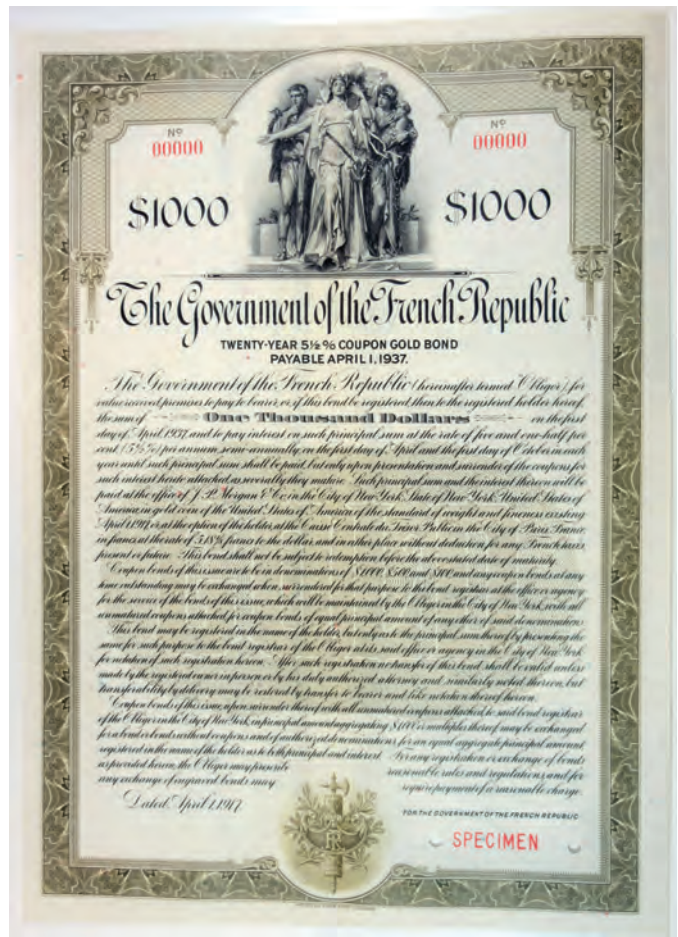 Nº
00000
Nº
00000
$1000
$1000
The Government of the French Republic
TWENTY-YEAR 5½% COUPON GOLD BOND
PAYABLE APRIL 1, 1937.
The Government of the French Republic (hereinafter termed "Obligor"), for
value received promises to pay to bearer, or, if this bond be registered, then to the registered holder hereof,
the sum of One Thousand Dollars on the first
day of April, 1937, and to pay interest on such principal sum at the rate of five and one-half per
cent (5½%) per annum, semi-annually, on the first day of April and the first day of October in each
year until such principal sum shall be paid, but only upon presentation and surrender of the coupons for
such interest hereto attached as severally they mature. Such principal sum and the interest thereon will be
paid at the office of J. P. Morgan & Co. in the City of New York, State of New York, United States of
America, in gold coin of the United States of America of the standard of weight and fineness existing
April 1, 1917, or, at the option of the holder, at the Caisse Centrale du Trésor Public in the City of Paris, France,
in francs at the rate of francs to the dollar, and in either place without deduction for any French taxes
present or future. This bond shall not be subject to redemption before the above stated date of maturity.
Coupon bonds of this issue are to be in denominations of $1000, $500 and $100 and any coupon bonds at any
time outstanding may be exchanged when surrendered for that purpose to the bond registrar at the office or agency
for the service of the bonds of this issue, which will be maintained by the Obligor in the City of New York, with all
unmatured coupons attached, for coupon bonds of equal principal amount of any other of said denominations.
This bond may be registered in the name of the holder, but only as to the principal sum thereof by presenting the
same for such purpose to the bond registrar of the Obligor at its said office or agency in the City of New York
for notation of such registration hereon. After such registration no transfer of this bond shall be valid unless
made by the registered owner in person or by his duly authorized attorney and similarly noted thereon, but
transferability by delivery may be restored by transfer to bearer and like notation thereof hereon.
Coupon bonds of this issue, upon surrender thereof with all unmatured coupons attached, to said bond registrar
of the Obligor in the City of New York, in principal amount aggregating $1000 or multiples thereof may be exchanged
for a bond or bonds without coupons and of authorized denominations, for an equal aggregate principal amount
registered in the name of the holder as to both principal and interest. For any registration or exchange of bonds
as provided herein, the Obligor may prescribe reasonable rules and regulations, and for
any exchange of engraved bonds may require payment of a reasonable charge.
Dated, April 1, 1917.
FOR THE GOVERNMENT OF THE FRENCH REPUBLIC
SPECIMEN
RF